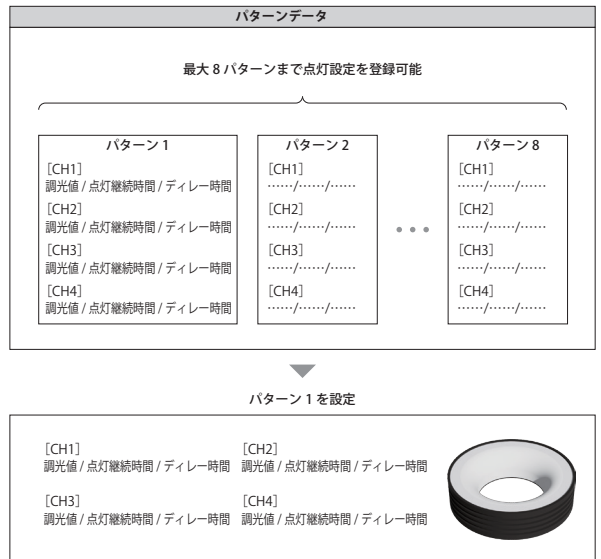 パターンデータ
最大 8 パターンまで点灯設定を登録可能
パターン 1
［CH1］
調光値 / 点灯継続時間 / ディレー時間
［CH2］
調光値 / 点灯継続時間 / ディレー時間
［CH3］
調光値 / 点灯継続時間 / ディレー時間
［CH4］
調光値 / 点灯継続時間 / ディレー時間
パターン 2
［CH1］
……/……/……
［CH2］
……/……/……
［CH3］
……/……/……
［CH4］
……/……/……
パターン 8
［CH1］
……/……/……
［CH2］
……/……/……
［CH3］
……/……/……
［CH4］
……/……/……
パターン 1 を設定
［CH1］
調光値 / 点灯継続時間 / ディレー時間
［CH2］
調光値 / 点灯継続時間 / ディレー時間
［CH3］
調光値 / 点灯継続時間 / ディレー時間
［CH4］
調光値 / 点灯継続時間 / ディレー時間